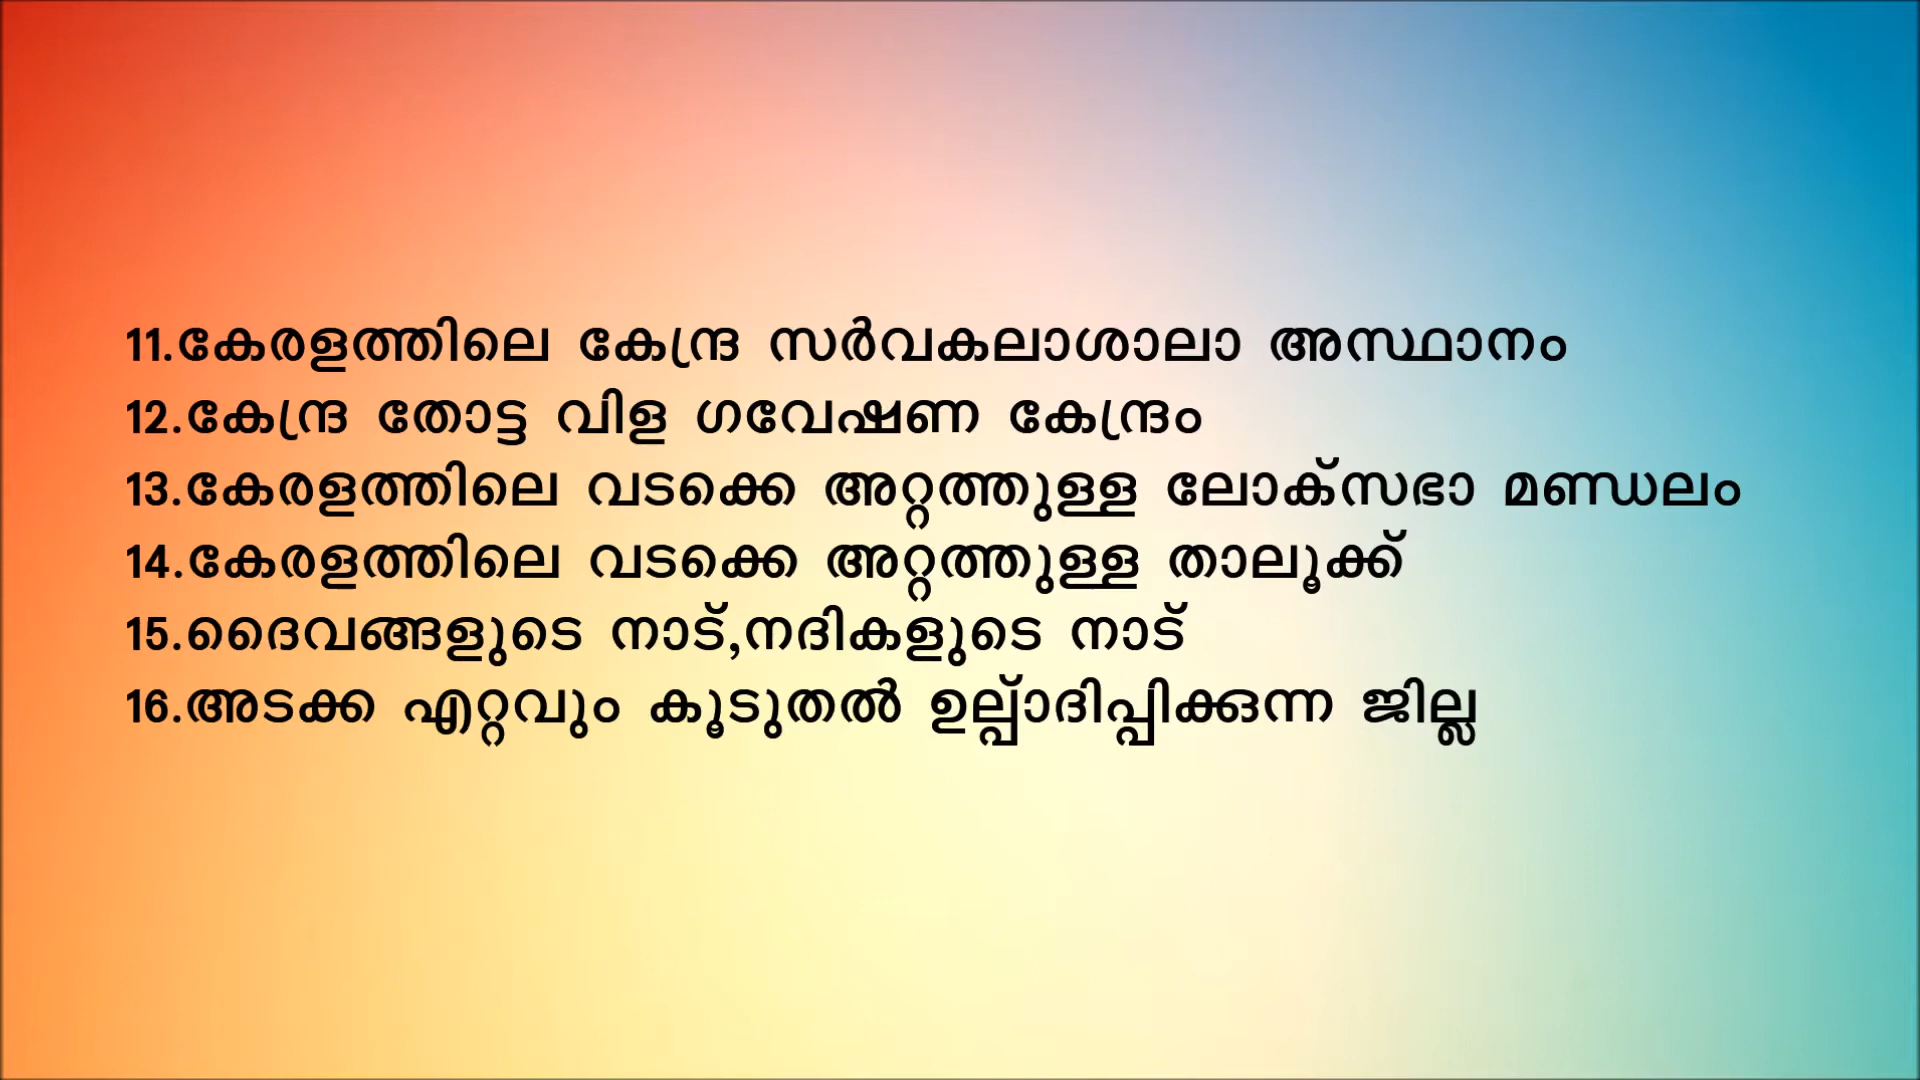 11.കേരളത്തിലെ കേന്ദ്ര സർവകലാശാലാ അസ്ഥാനം
12.കേന്ദ്ര തോട്ട വിള ഗവേഷണ കേന്ദ്രം
13.കേരളത്തിലെ വടക്കെ അറ്റത്തുള്ള ലോക്സഭാ മണ്ഡലം
14.കേരളത്തിലെ വടക്കെ അറ്റത്തുള്ള താലൂക്ക്
15.ദൈവങ്ങളുടെ നാട്,നദികളുടെ നാട്
16.അടക്ക എറ്റവും കൂടുതൽ ഉല്പ്പാദിപ്പിക്കുന്ന ജില്ല